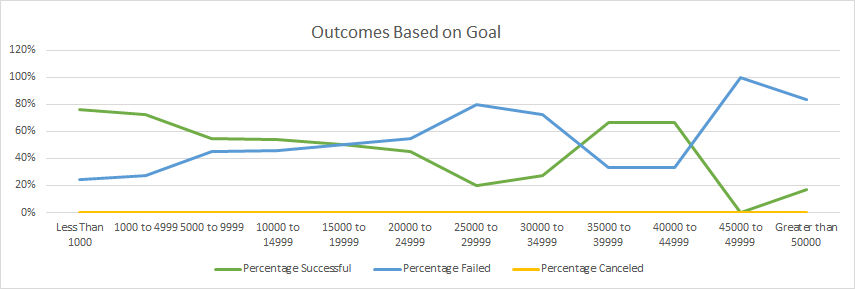 Outcomes Based on Goal
120%
100%
80%
60%
40%
20%
0%
Less Than 1000
1000 to 4999
5000 to 9999
10000 to 14999
15000 to 19999
20000 to 24999
25000 to 29999
30000 to 34999
35000 to 39999
40000 to 44999
45000 to 49999
Greater than 50000
Percentage Successful
Percentage Failed
Percentage Canceled